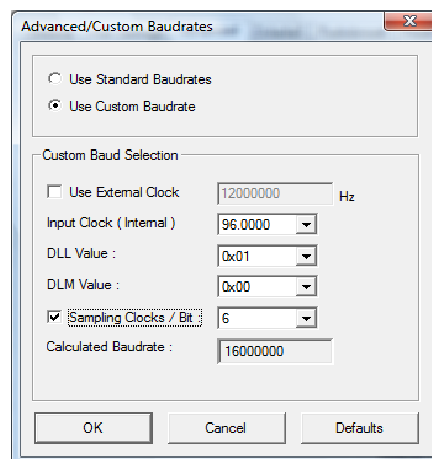 Advanced/Custom Baudrates
Use Standard Baudrates
Use Custom Baudrate
Custom Baud Selection
Use External Clock 12000000 Hz
Input Clock ( Internal ) 96.0000
DLL Value : 0x01
DLM Value : 0x00
Sampling Clocks / Bit : 6
Calculated Baudrate : 16000000
OK Cancel Defaults